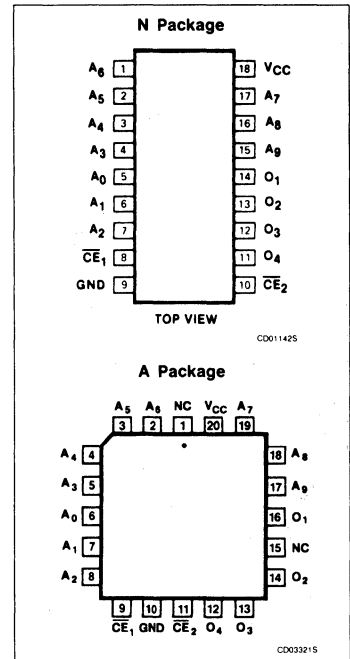 N Package
A6 1 18 VCC
A5 2 17 A7
A4 3 16 A8
A3 4 15 A9
A0 5 14 O1
A1 6 13 O2
A2 7 12 O3
CE1 8 11 O4
GND 9 10 CE2
TOP VIEW
CD01142S
A Package
A5 A6 NC VCC A7
3 2 1 20 19
A4 4 18 A8
A3 5 17 A9
A0 6 16 O1
A1 7 15 NC
A2 8 14 O2
9 10 11 12 13
CE1 GND CE2 O4 O3
CD03321S